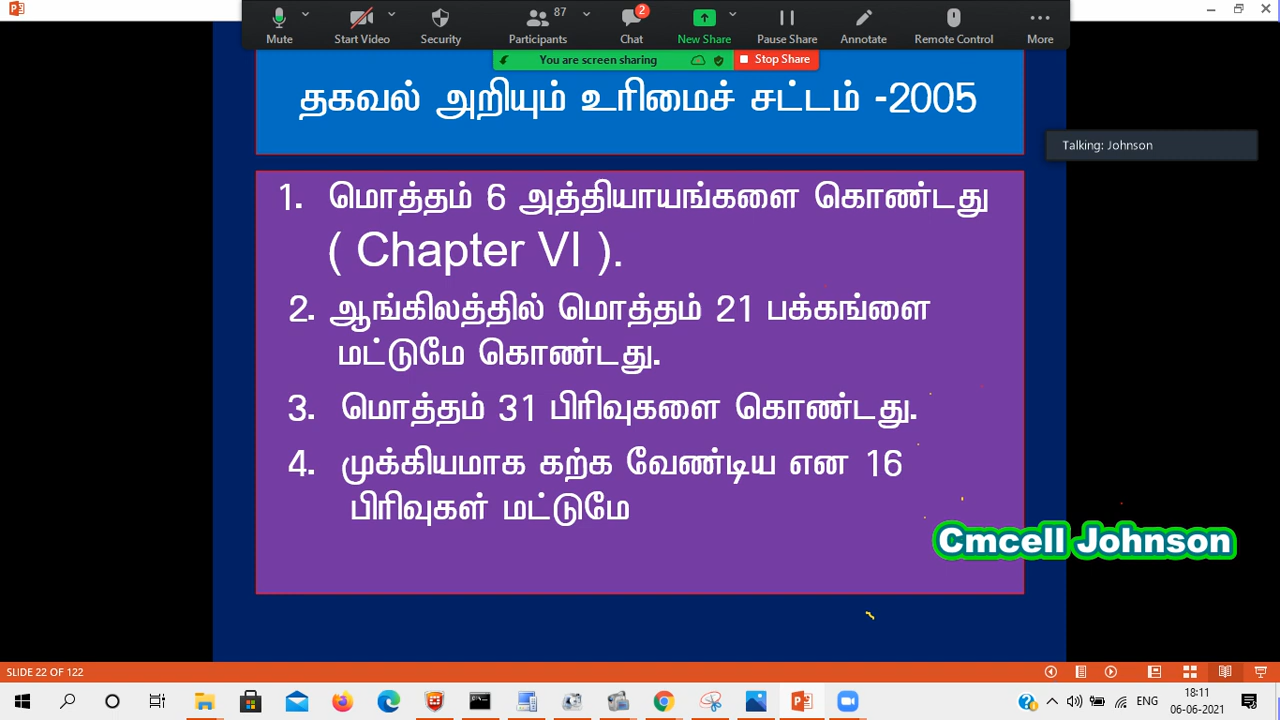 87
2
Mute
Start Video
Security
Participants
Chat
New Share
Pause Share
Annotate
Remote Control
More
You are screen sharing
Stop Share
தகவல் அறியும் உரிமைச் சட்டம் -2005
Talking: Johnson
1. மொத்தம் 6 அத்தியாயங்களை கொண்டது
( Chapter VI ).
2. ஆங்கிலத்தில் மொத்தம் 21 பக்கங்ளை
மட்டுமே கொண்டது.
3. மொத்தம் 31 பிரிவுகளை கொண்டது.
4. முக்கியமாக கற்க வேண்டிய என 16
பிரிவுகள் மட்டுமே
Cmcell Johnson
SLIDE 22 OF 122
ENG
18:11
06-06-2021